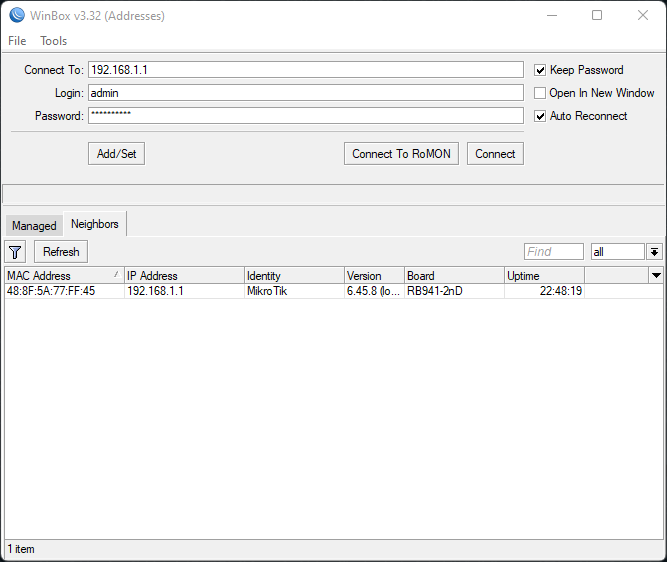 WinBox v3.32 (Addresses)
File Tools
Connect To: 192.168.1.1 Keep Password
Login: admin Open In New Window
Password: ********** Auto Reconnect
Add/Set Connect To RoMON Connect
Managed Neighbors
Refresh Find all
MAC Address IP Address Identity Version Board Uptime
48:8F:5A:77:FF:45 192.168.1.1 MikroTik 6.45.8 (lo... RB941-2nD 22:48:19
1 item